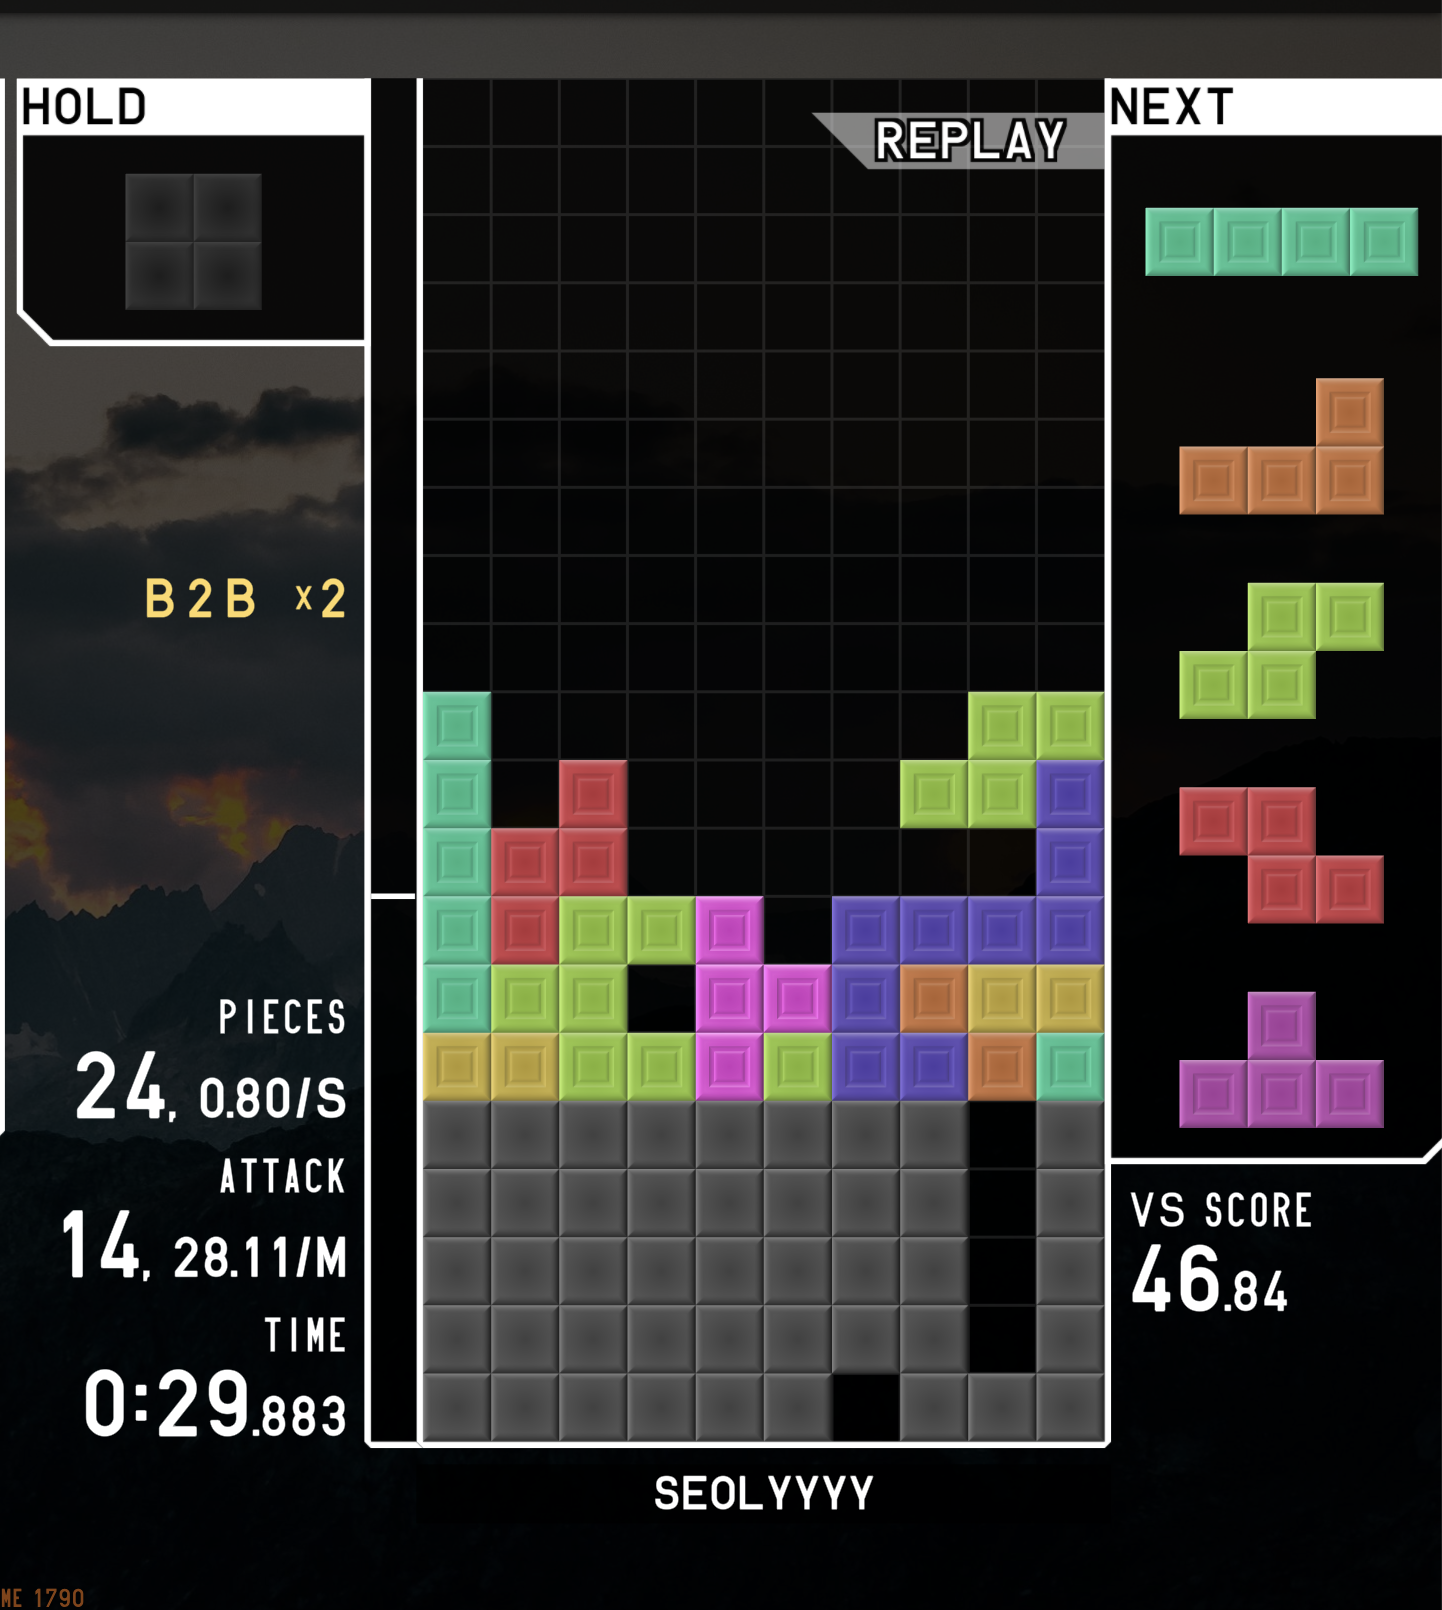 HOLD
REPLAY
NEXT
B2B x2
PIECES
24, 0.80/S
ATTACK
14, 28.11/M
TIME
0:29.883
VS SCORE
46.84
SEOLYYYY
ME 1790